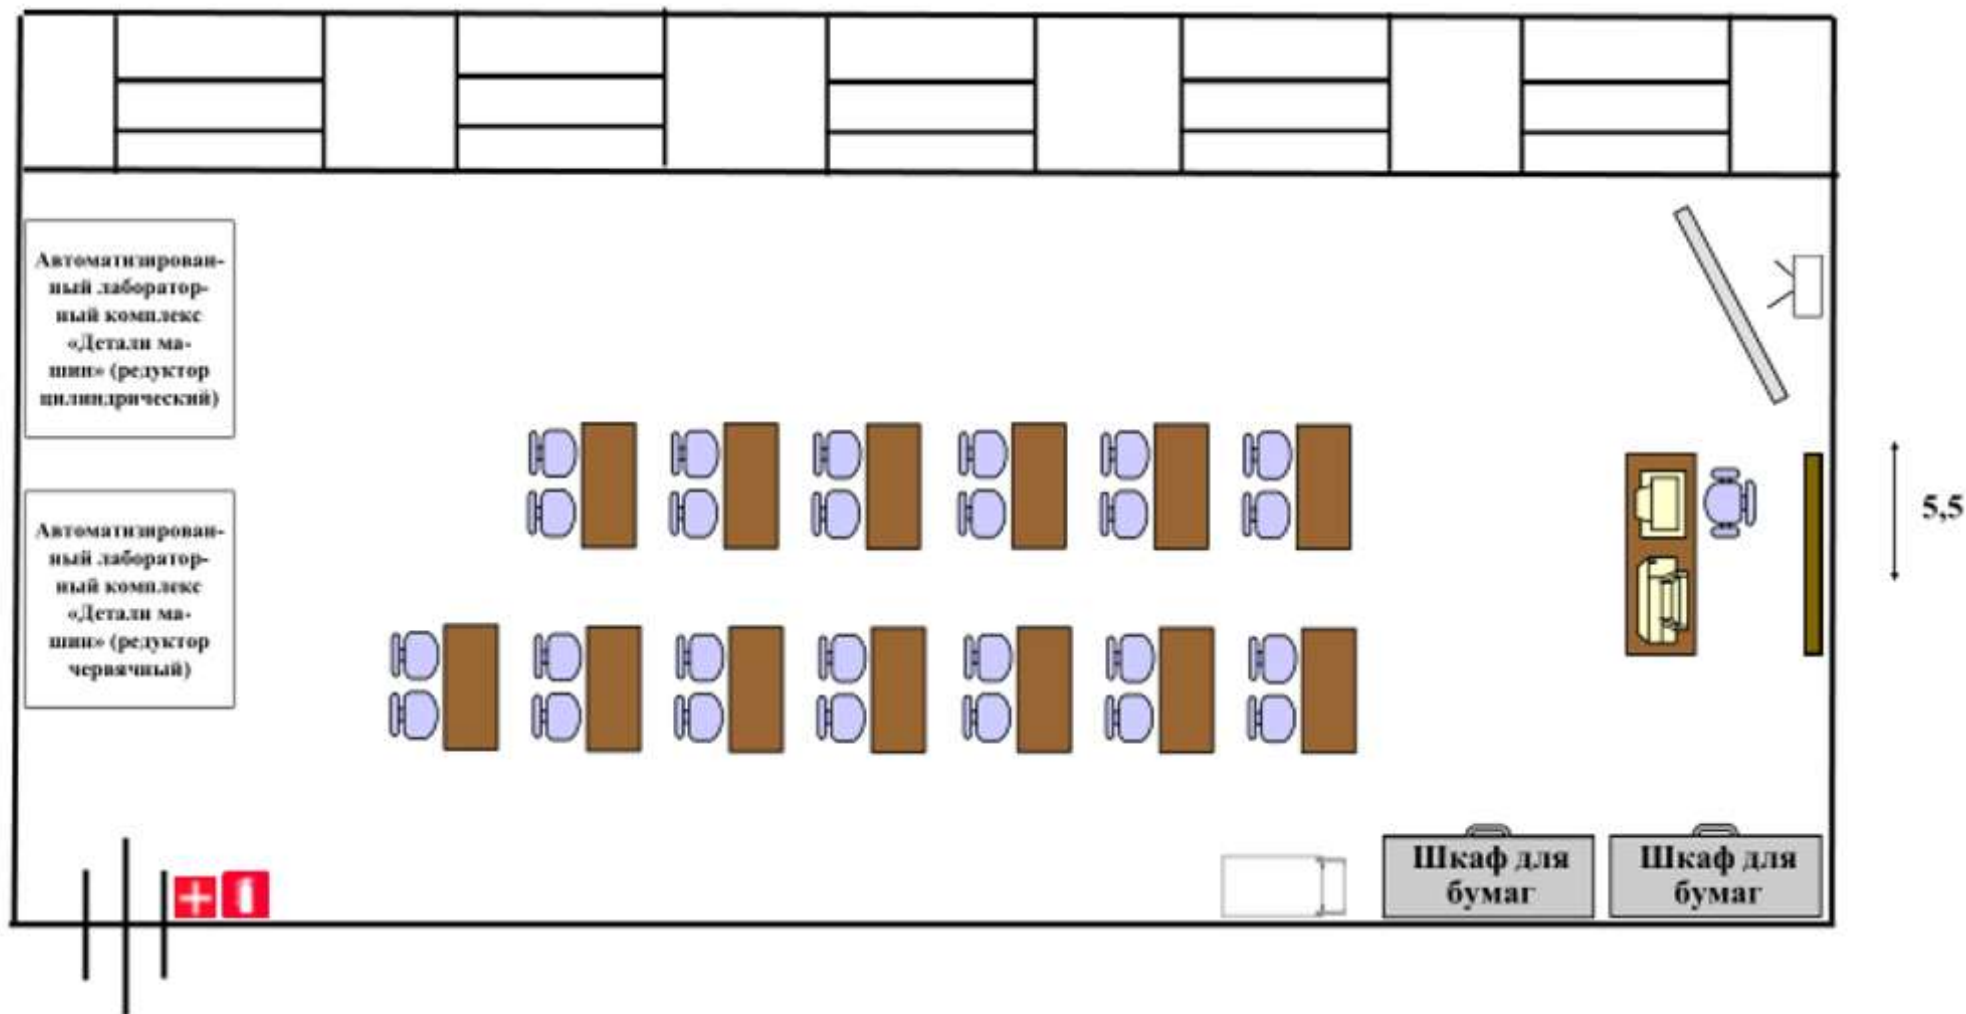 Автоматизирован-
ный лаборатор-
ный комплекс
«Детали ма-
шин» (редуктор
цилиндрический)
Автоматизирован-
ный лаборатор-
ный комплекс
«Детали ма-
шин» (редуктор
червячный)
5,5
Шкаф для
бумаг
Шкаф для
бумаг